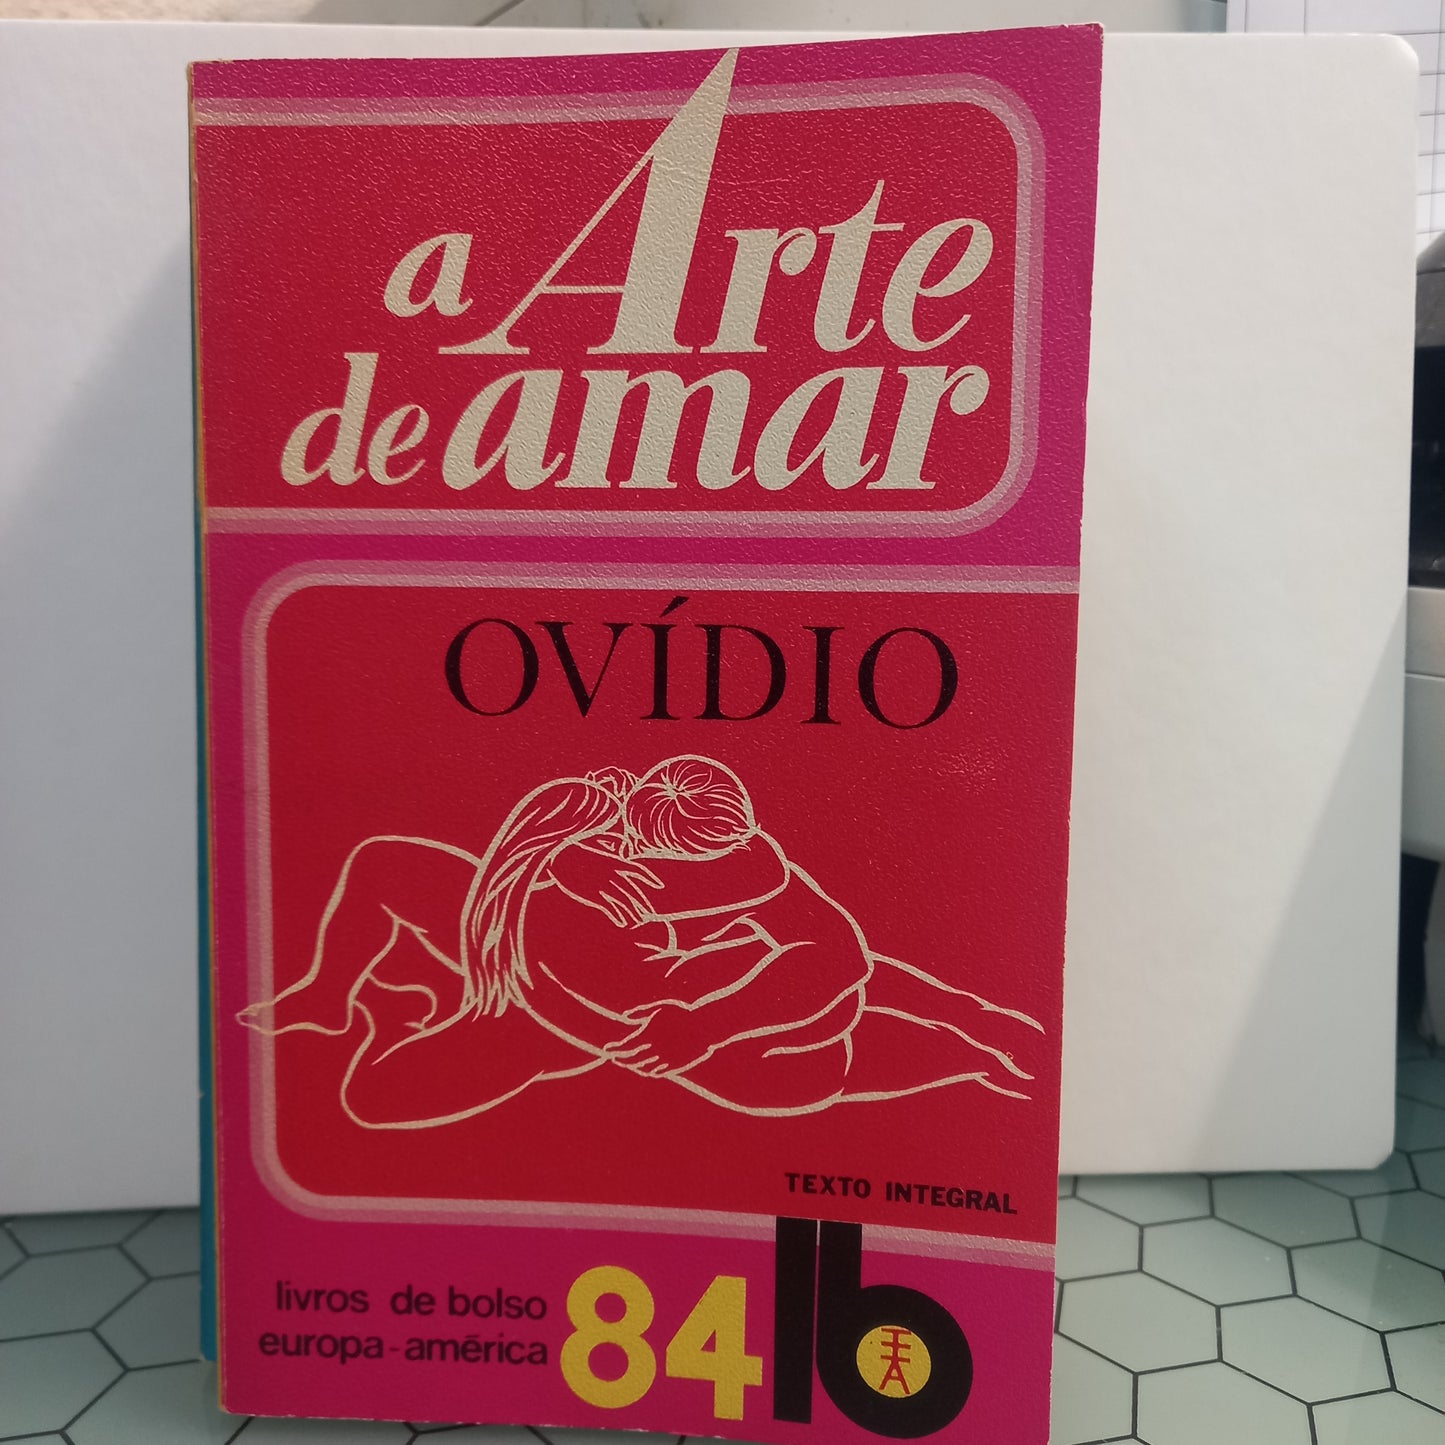 a Arte
de amar
OVÍDIO
TEXTO INTEGRAL
livros de bolso
europa-américa
84
lb